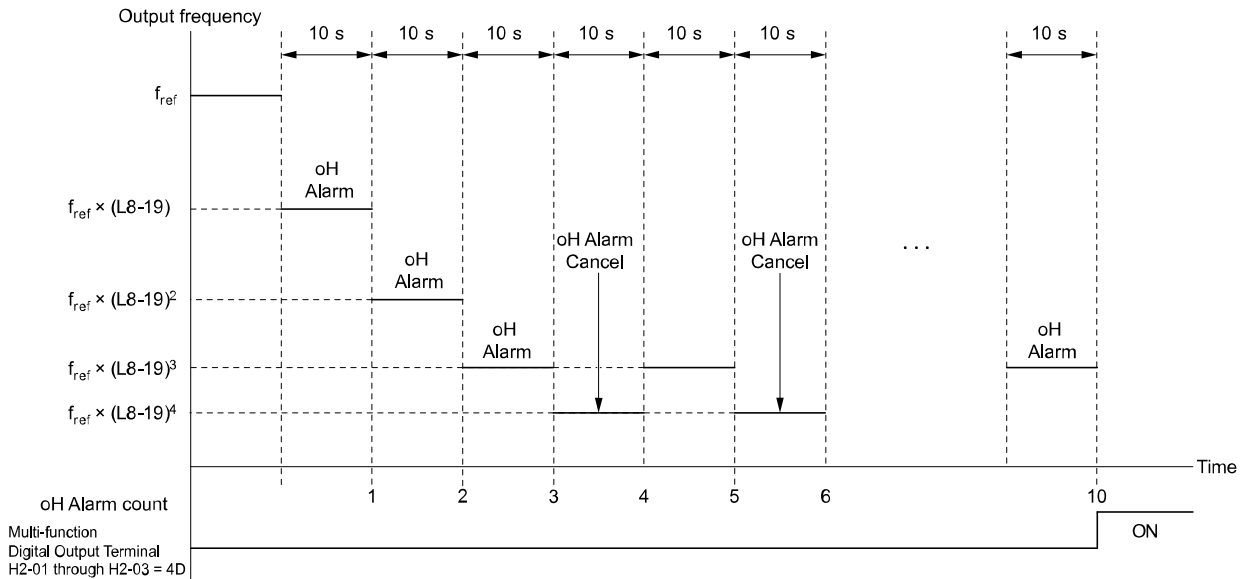 Output frequency
10 s 10 s 10 s 10 s 10 s 10 s 10 s
fref
oH
Alarm
fref × (L8-19)
oH Alarm
Cancel
oH Alarm
Cancel
. . .
oH
Alarm
fref × (L8-19)2
oH
Alarm
oH
Alarm
fref × (L8-19)3
fref × (L8-19)4
Time
oH Alarm count 1 2 3 4 5 6 10
Multi-function
Digital Output Terminal
H2-01 through H2-03 = 4D
ON